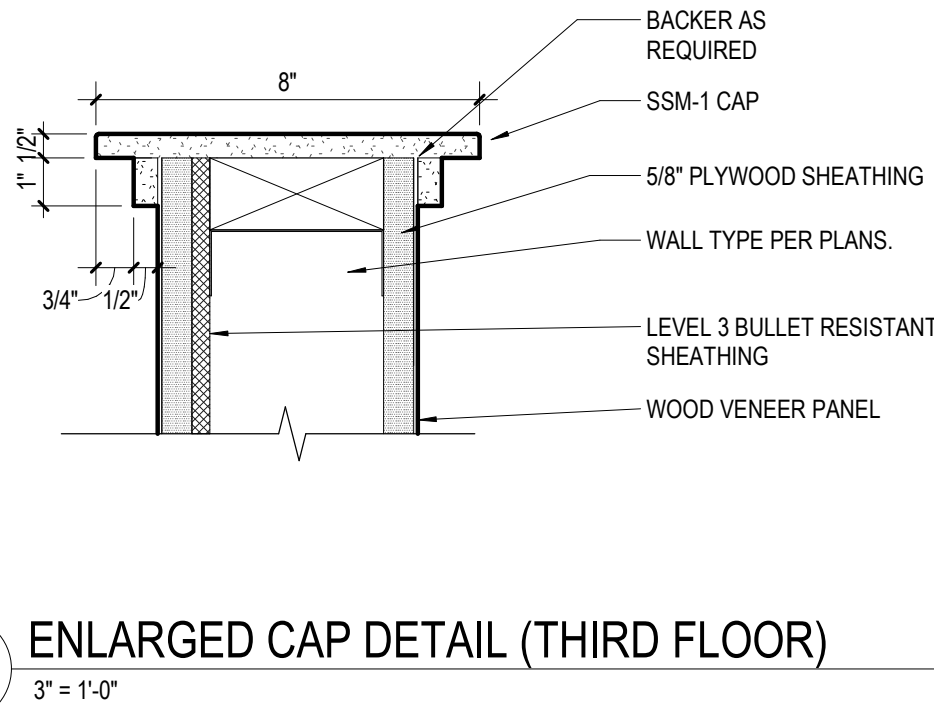 BACKER AS
REQUIRED
8"
SSM-1 CAP
1/2"
1"
5/8" PLYWOOD SHEATHING
WALL TYPE PER PLANS.
3/4" 1/2"
LEVEL 3 BULLET RESISTANT
SHEATHING
WOOD VENEER PANEL
ENLARGED CAP DETAIL (THIRD FLOOR)
3" = 1'-0"